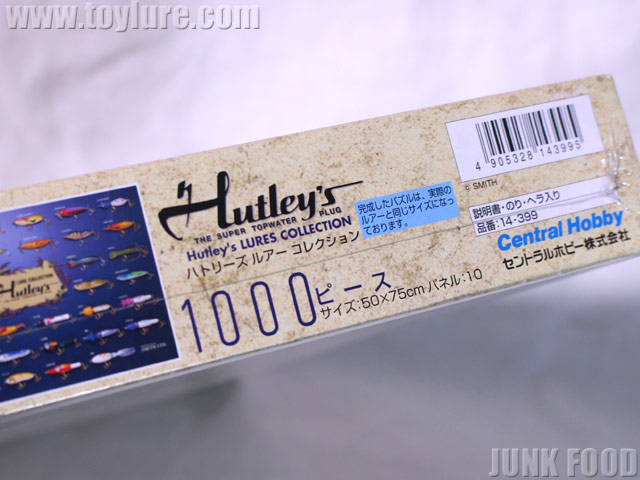 www.toylure.com
Hutley's
THE SUPER TOPWATER PLUG
Hutley's LURES COLLECTION
ハトリーズ ルアー コレクション
完成したパズルは、実際の
ルアーと同じサイズになっ
ております。
1000ピース
サイズ:50×75cm パネル:10
4 905328 143995
© SMITH
説明書・のり・ヘラ入り
品番:14-399
Central Hobby
セントラルホビー株式会社
LURE COLLECTION
Hutley's
JUNK FOOD